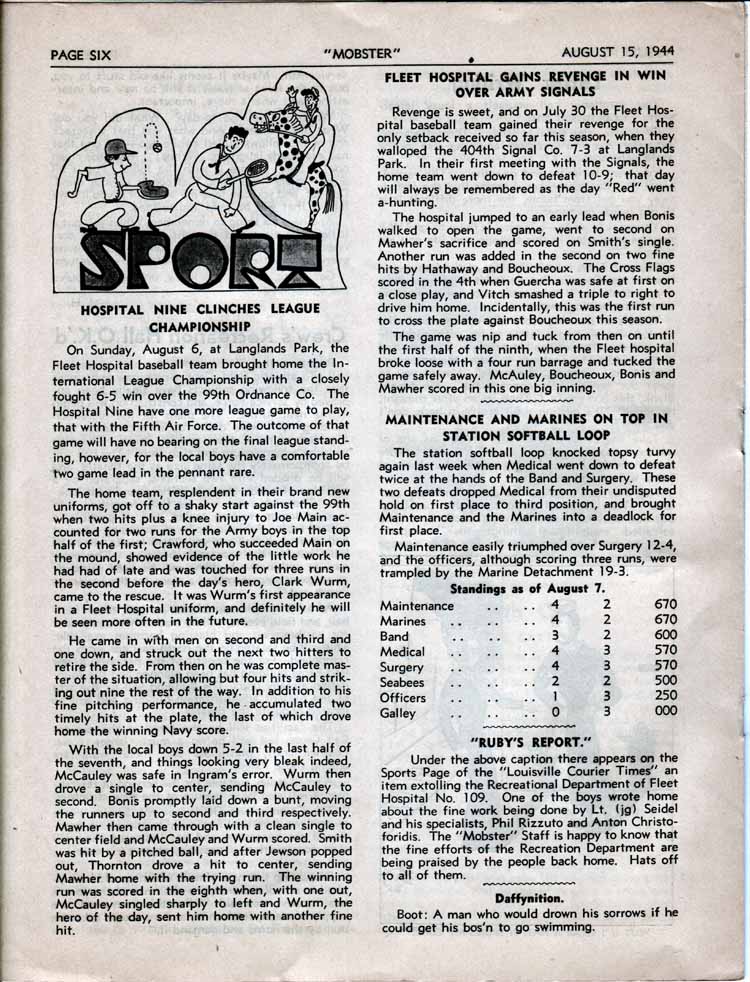 PAGE SIX "MOBSTER" AUGUST 15, 1944
SPORT
HOSPITAL NINE CLINCHES LEAGUE
CHAMPIONSHIP
On Sunday, August 6, at Langlands Park, the
Fleet Hospital baseball team brought home the In-
ternational League Championship with a closely
fought 6-5 win over the 99th Ordnance Co. The
Hospital Nine have one more league game to play,
that with the Fifth Air Force. The outcome of that
game will have no bearing on the final league stand-
ing, however, for the local boys have a comfortable
two game lead in the pennant rare.
The home team, resplendent in their brand new
uniforms, got off to a shaky start against the 99th
when two hits plus a knee injury to Joe Main ac-
counted for two runs for the Army boys in the top
half of the first; Crawford, who succeeded Main on
the mound, showed evidence of the little work he
had had of late and was touched for three runs in
the second before the day's hero, Clark Wurm,
came to the rescue. It was Wurm's first appearance
in a Fleet Hospital uniform, and definitely he will
be seen more often in the future.
He came in with men on second and third and
one down, and struck out the next two hitters to
retire the side. From then on he was complete mas-
ter of the situation, allowing but four hits and strik-
ing out nine the rest of the way. In addition to his
fine pitching performance, he accumulated two
timely hits at the plate, the last of which drove
home the winning Navy score.
With the local boys down 5-2 in the last half of
the seventh, and things looking very bleak indeed,
McCauley was safe in Ingram's error. Wurm then
drove a single to center, sending McCauley to
second. Bonis promptly laid down a bunt, moving
the runners up to second and third respectively.
Mawher then came through with a clean single to
center field and McCauley and Wurm scored. Smith
was hit by a pitched ball, and after Jewson popped
out, Thornton drove a hit to center, sending
Mawher home with the trying run. The winning
run was scored in the eighth when, with one out,
McCauley singled sharply to left and Wurm, the
hero of the day, sent him home with another fine
hit.
FLEET HOSPITAL GAINS REVENGE IN WIN
OVER ARMY SIGNALS
Revenge is sweet, and on July 30 the Fleet Hos-
pital baseball team gained their revenge for the
only setback received so far this season, when they
walloped the 404th Signal Co. 7-3 at Langlands
Park. In their first meeting with the Signals, the
home team went down to defeat 10-9; that day
will always be remembered as the day "Red" went
a-hunting.
The hospital jumped to an early lead when Bonis
walked to open the game, went to second on
Mawher's sacrifice and scored on Smith's single.
Another run was added in the second on two fine
hits by Hathaway and Boucheoux. The Cross Flags
scored in the 4th when Guercha was safe at first on
a close play, and Vitch smashed a triple to right to
drive him home. Incidentally, this was the first run
to cross the plate against Boucheoux this season.
The game was nip and tuck from then on until
the first half of the ninth, when the Fleet hospital
broke loose with a four run barrage and tucked the
game safely away. McAuley, Boucheoux, Bonis and
Mawher scored in this one big inning.
MAINTENANCE AND MARINES ON TOP IN
STATION SOFTBALL LOOP
The station softball loop knocked topsy turvy
again last week when Medical went down to defeat
twice at the hands of the Band and Surgery. These
two defeats dropped Medical from their undisputed
hold on first place to third position, and brought
Maintenance and the Marines into a deadlock for
first place.
Maintenance easily triumphed over Surgery 12-4,
and the officers, although scoring three runs, were
trampled by the Marine Detachment 19-3.
Standings as of August 7.
Maintenance .. .. 4 2 670
Marines .. .. .. 4 2 670
Band .. .. 3 2 600
Medical .. .. .. 4 3 570
Surgery .. .. .. 4 3 570
Seabees .. .. .. 2 2 500
Officers .. .. .. 1 3 250
Galley .. .. .. 0 3 000
"RUBY'S REPORT."
Under the above caption there appears on the
Sports Page of the "Louisville Courier Times" an
item extolling the Recreational Department of Fleet
Hospital No. 109. One of the boys wrote home
about the fine work being done by Lt. (jg) Seidel
and his specialists, Phil Rizzuto and Anton Christo-
foridis. The "Mobster" Staff is happy to know that
the fine efforts of the Recreation Department are
being praised by the people back home. Hats off
to all of them.
Daffynition.
Boot: A man who would drown his sorrows if he
could get his bos'n to go swimming.